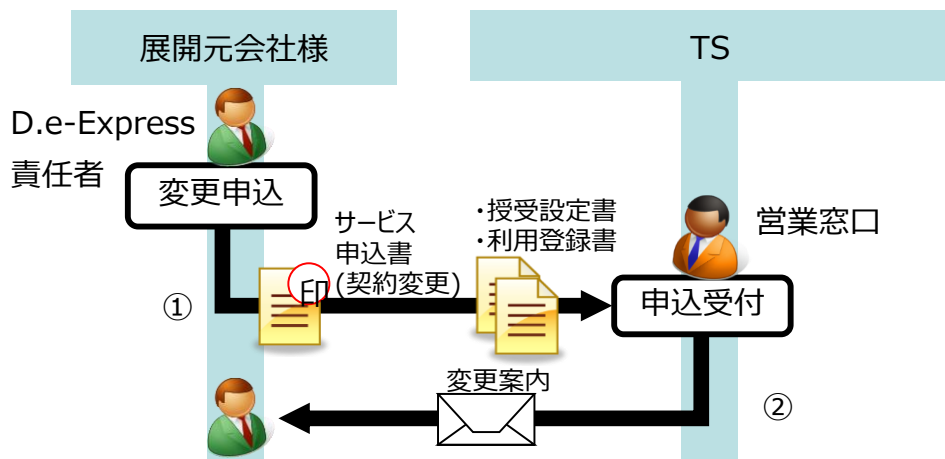 展開元会社様
TS
D.e-Express
責任者
変更申込
サービス
申込書
(契約変更)
印
・授受設定書
・利用登録書
営業窓口
申込受付
①
変更案内
②